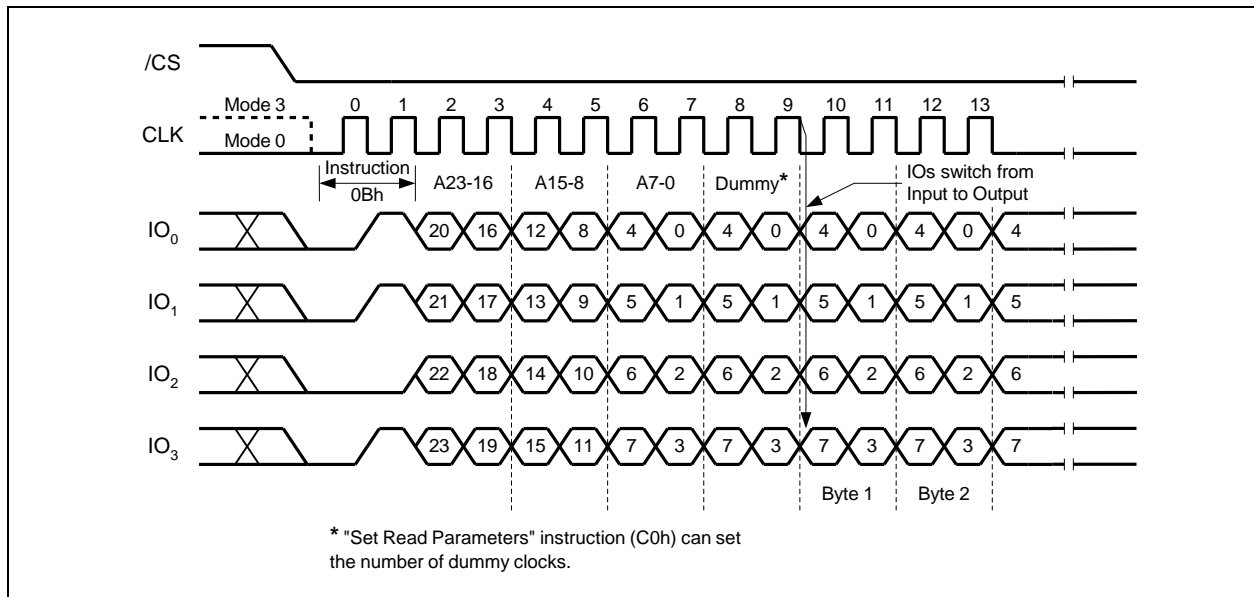 /CS
Mode 3 0 1 2 3 4 5 6 7 8 9 10 11 12 13
CLK
Mode 0
Instruction
0Bh
A23-16 A15-8 A7-0 Dummy*
IOs switch from
Input to Output
IO0 20 16 12 8 4 0 4 0 4 0 4 0 4
IO1 21 17 13 9 5 1 5 1 5 1 5 1 5
IO2 22 18 14 10 6 2 6 2 6 2 6 2 6
IO3 23 19 15 11 7 3 7 3 7 3 7 3 7
Byte 1 Byte 2
* "Set Read Parameters" instruction (C0h) can set
the number of dummy clocks.